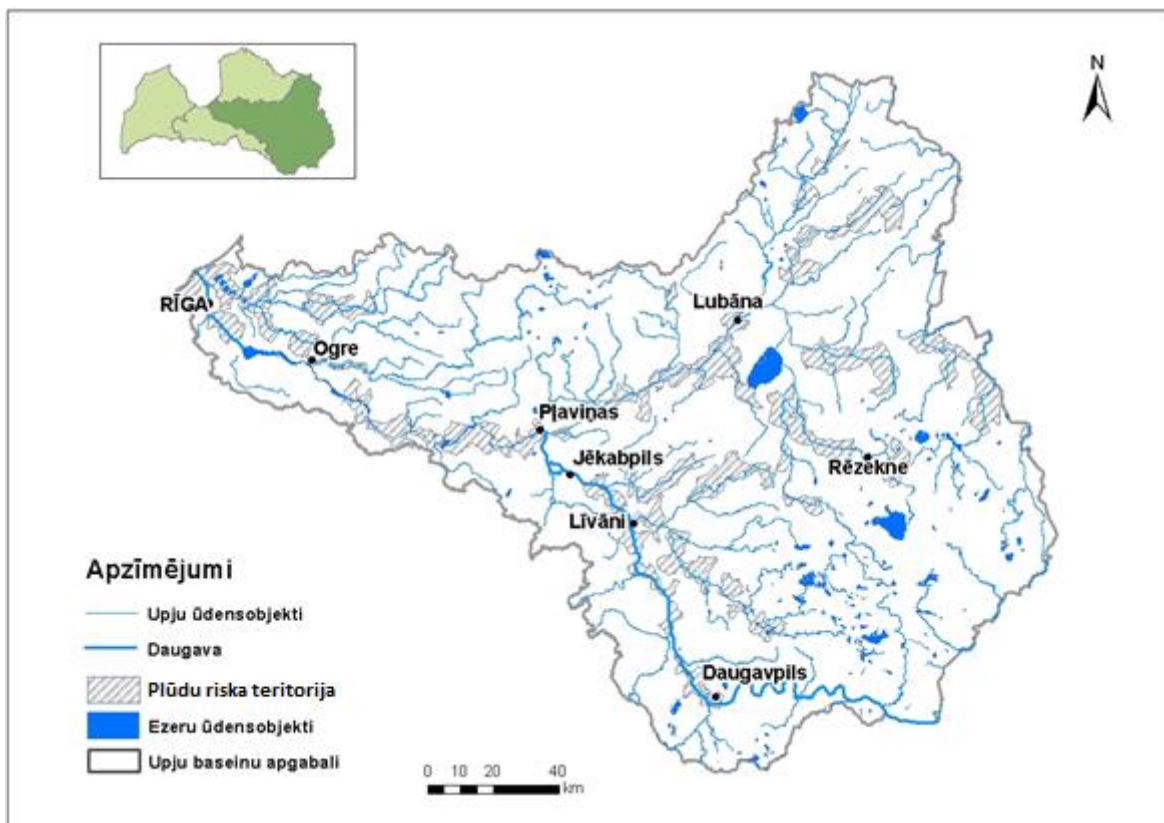 N
Lubāna
RĪGA
Ogre
Pļaviņas
Jēkabpils
Rēzekne
Līvāni
Daugavpils
Apzīmējumi
Upju ūdensobjekti
Daugava
Plūdu riska teritorija
Ezeru ūdensobjekti
Upju baseinu apgabali
0 5 10 20 40
km